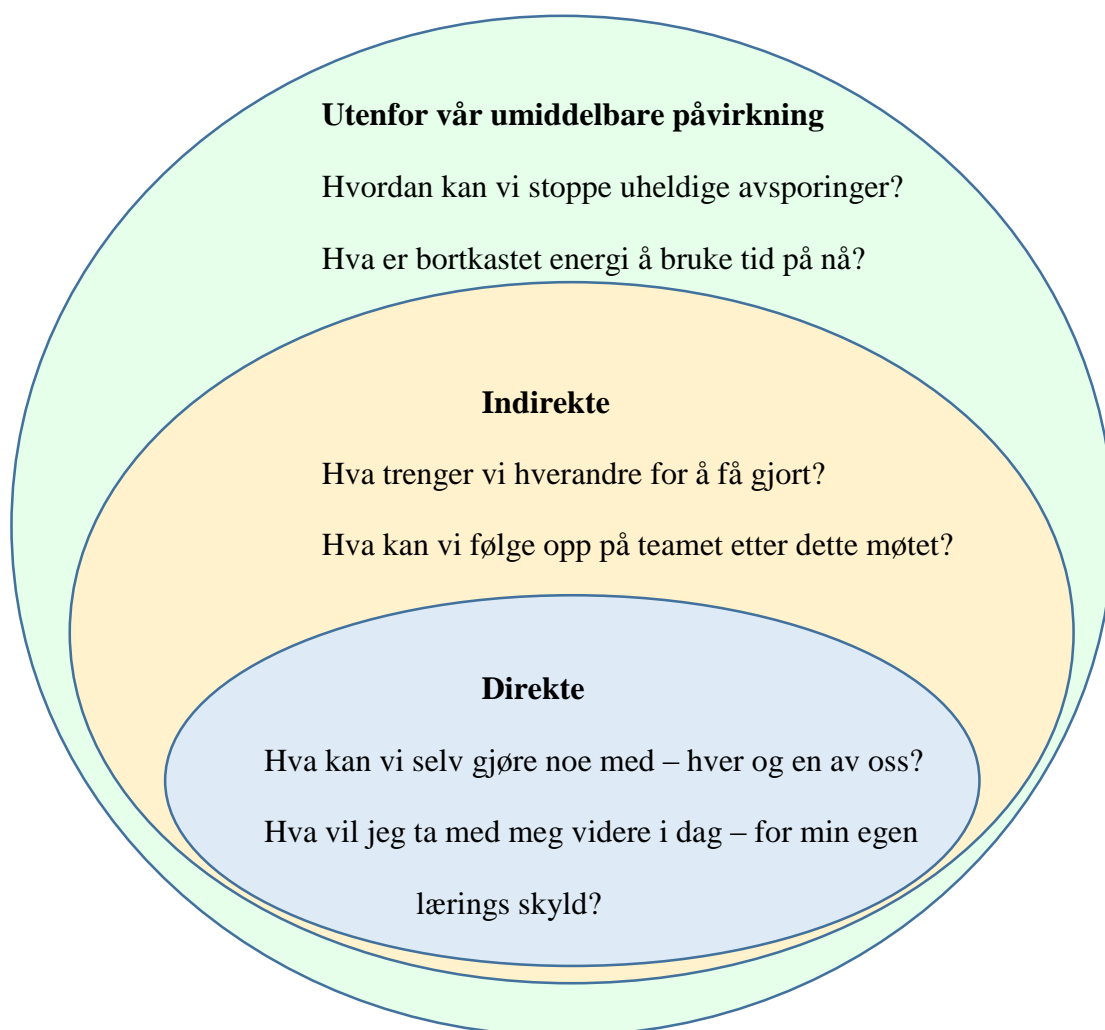 Utenfor vår umiddelbare påvirkning
Hvordan kan vi stoppe uheldige avsporinger?
Hva er bortkastet energi å bruke tid på nå?
Indirekte
Hva trenger vi hverandre for å få gjort?
Hva kan vi følge opp på teamet etter dette møtet?
Direkte
Hva kan vi selv gjøre noe med – hver og en av oss?
Hva vil jeg ta med meg videre i dag – for min egen
lærings skyld?